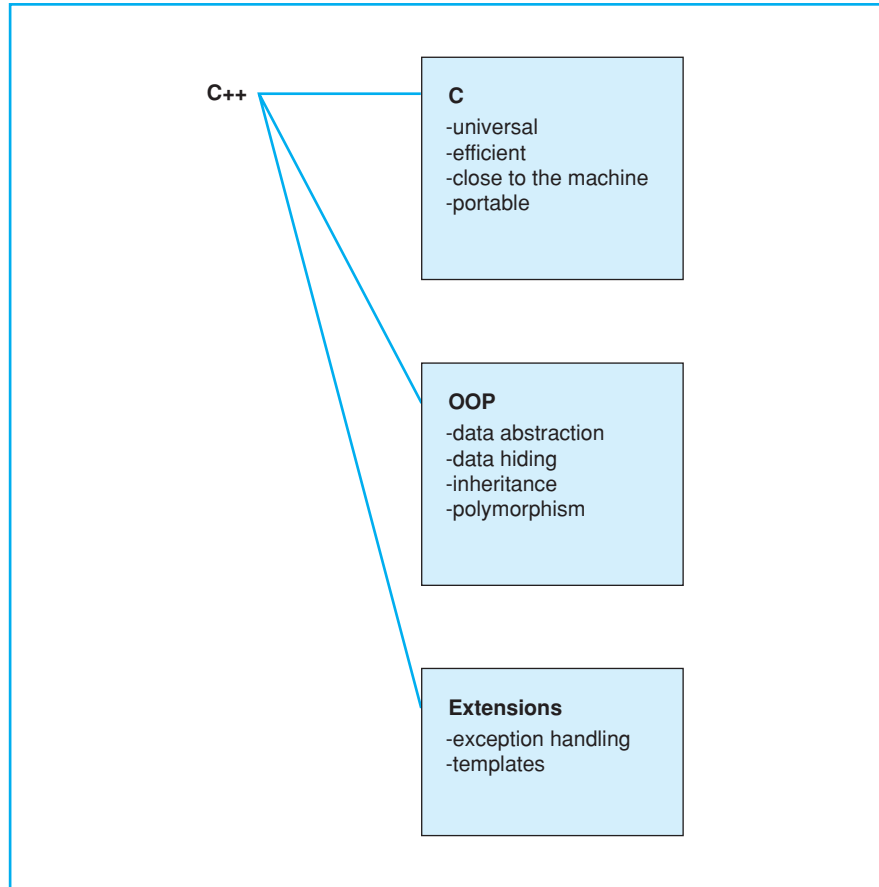 C++
C
-universal
-efficient
-close to the machine
-portable
OOP
-data abstraction
-data hiding
-inheritance
-polymorphism
Extensions
-exception handling
-templates